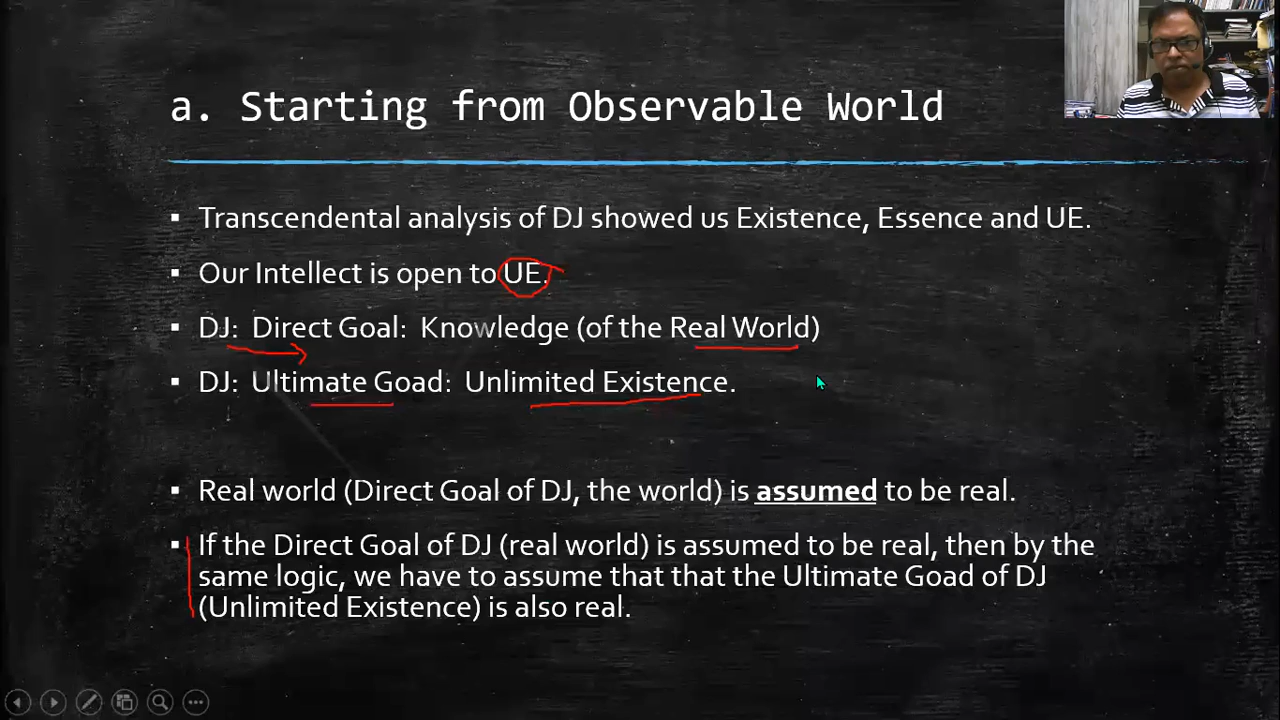 a. Starting from Observable World
▪ Transcendental analysis of DJ showed us Existence, Essence and UE.
▪ Our Intellect is open to UE.
▪ DJ: Direct Goal: Knowledge (of the Real World)
▪ DJ: Ultimate Goad: Unlimited Existence.
▪ Real world (Direct Goal of DJ, the world) is assumed to be real.
▪ If the Direct Goal of DJ (real world) is assumed to be real, then by the
same logic, we have to assume that that the Ultimate Goad of DJ
(Unlimited Existence) is also real.